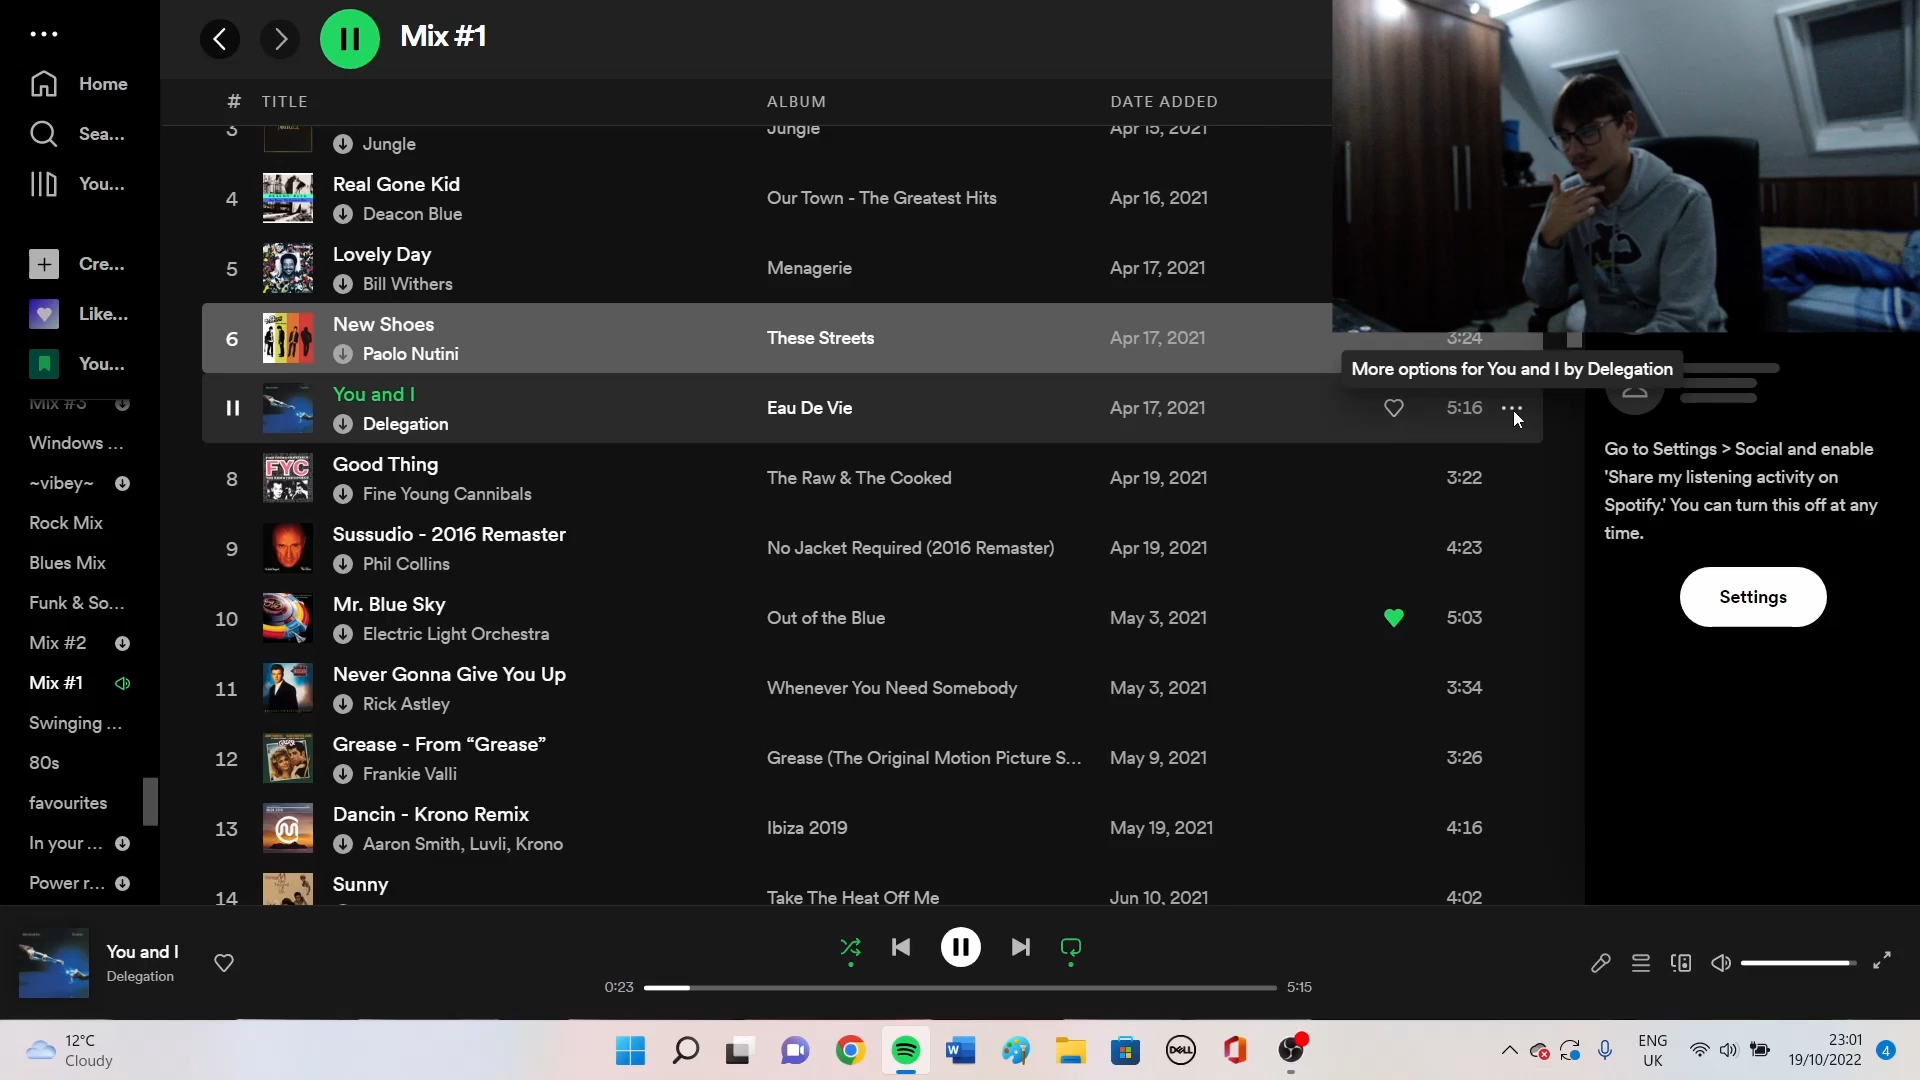 Mix #1
Home
Sea...
You...
Cre...
Like...
You...
Mix #3
Windows ...
~vibey~
Rock Mix
Blues Mix
Funk & So...
Mix #2
Mix #1
Swinging ...
80s
favourites
In your ...
Power r...
# TITLE ALBUM DATE ADDED
3 Jungle Apr 15, 2021
Jungle
4 Real Gone Kid Our Town - The Greatest Hits Apr 16, 2021
Deacon Blue
5 Lovely Day Menagerie Apr 17, 2021
Bill Withers
6 New Shoes These Streets Apr 17, 2021 3:24
Paolo Nutini
More options for You and I by Delegation
You and I Eau De Vie Apr 17, 2021 5:16
Delegation
8 Good Thing The Raw & The Cooked Apr 19, 2021 3:22
FYC
Fine Young Cannibals
9 Sussudio - 2016 Remaster No Jacket Required (2016 Remaster) Apr 19, 2021 4:23
Phil Collins
10 Mr. Blue Sky Out of the Blue May 3, 2021 5:03
Electric Light Orchestra
11 Never Gonna Give You Up Whenever You Need Somebody May 3, 2021 3:34
Rick Astley
12 Grease - From “Grease” Grease (The Original Motion Picture S... May 9, 2021 3:26
Frankie Valli
13 Dancin - Krono Remix Ibiza 2019 May 19, 2021 4:16
Aaron Smith, Luvli, Krono
14 Sunny Take The Heat Off Me Jun 10, 2021 4:02
Go to Settings > Social and enable
'Share my listening activity on
Spotify.' You can turn this off at any
time.
Settings
You and I
Delegation
0:23 5:15
12°C
Cloudy
DELL
ENG
UK
23:01
19/10/2022
4